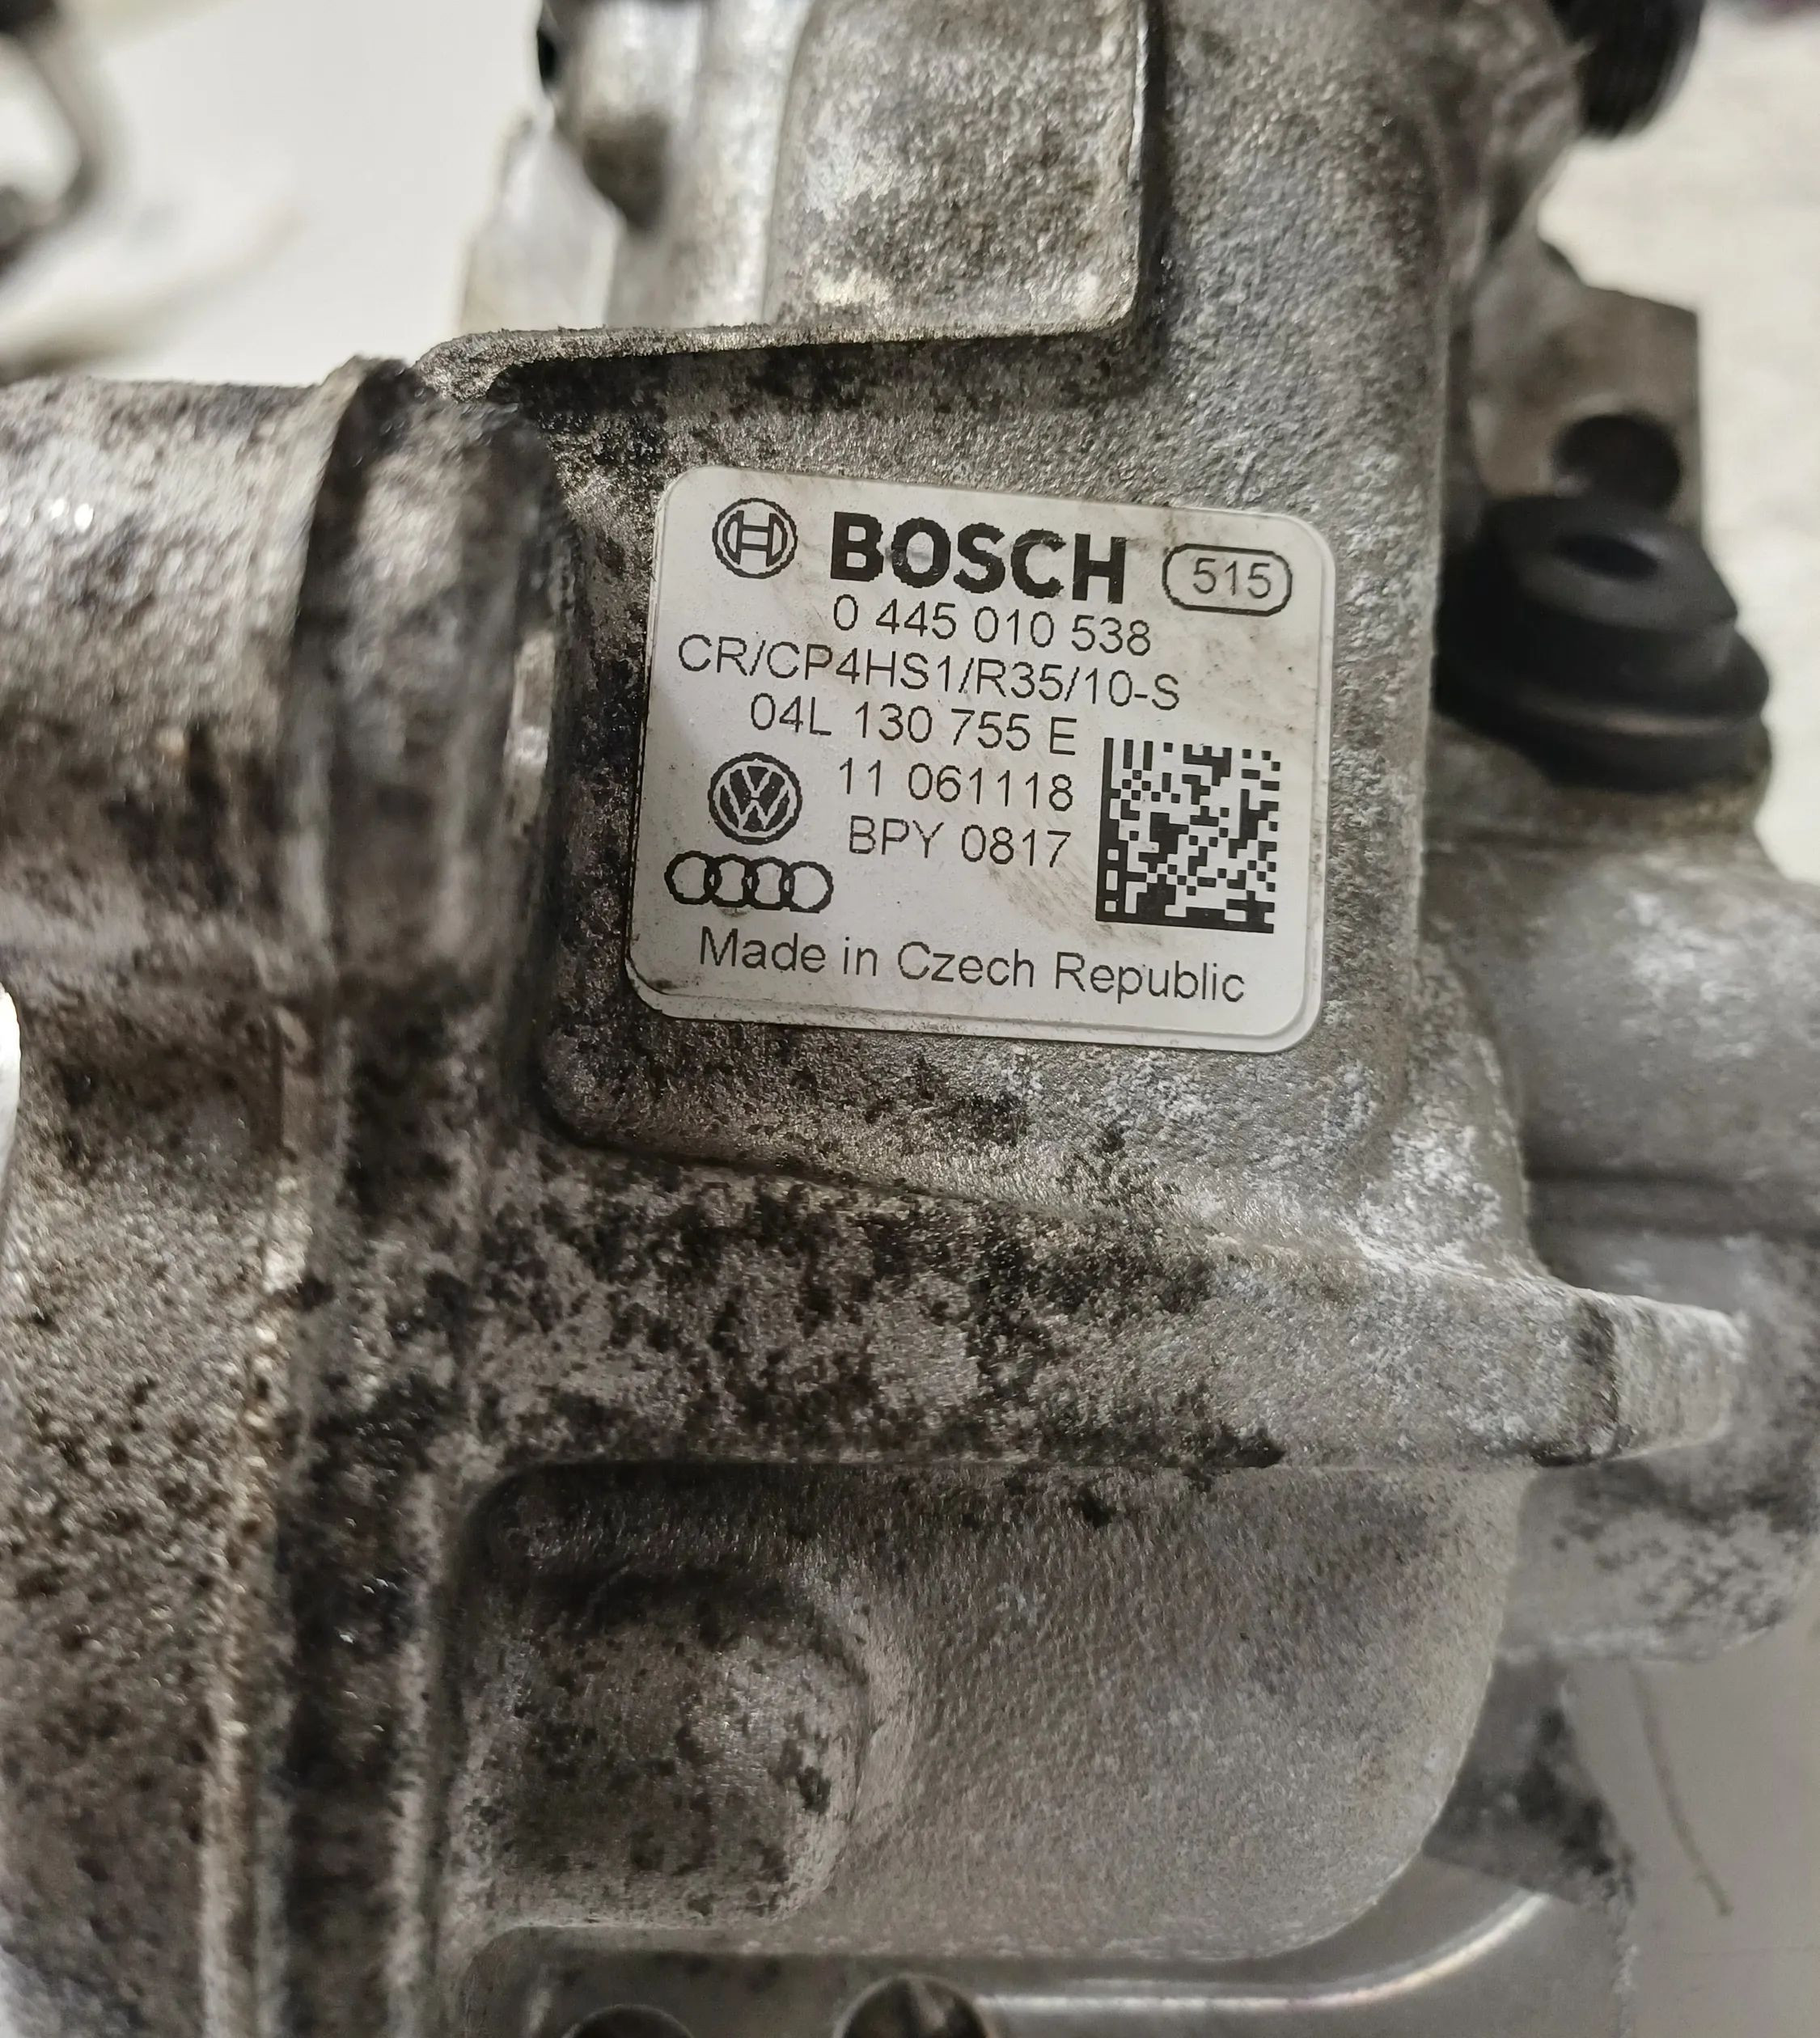 BOSCH 515
0 445 010 538
CR/CP4HS1/R35/10-S
04L 130 755 E
11 061118
BPY 0817
Made in Czech Republic